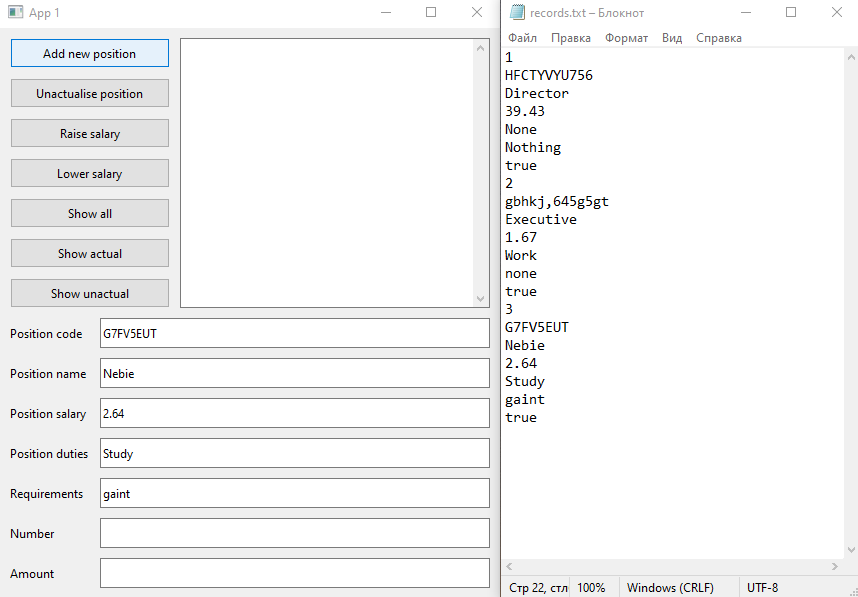 App 1
Add new position
Unactualise position
Raise salary
Lower salary
Show all
Show actual
Show unactual
Position code G7FV5EUT
Position name Nebie
Position salary 2.64
Position duties Study
Requirements gaint
Number
Amount
records.txt – Блокнот
Файл Правка Формат Вид Справка
1
HFCTYVYU756
Director
39.43
None
Nothing
true
2
gbhkj,645g5gt
Executive
1.67
Work
none
true
3
G7FV5EUT
Nebie
2.64
Study
gaint
true
Стр 22, стл 100% Windows (CRLF) UTF-8